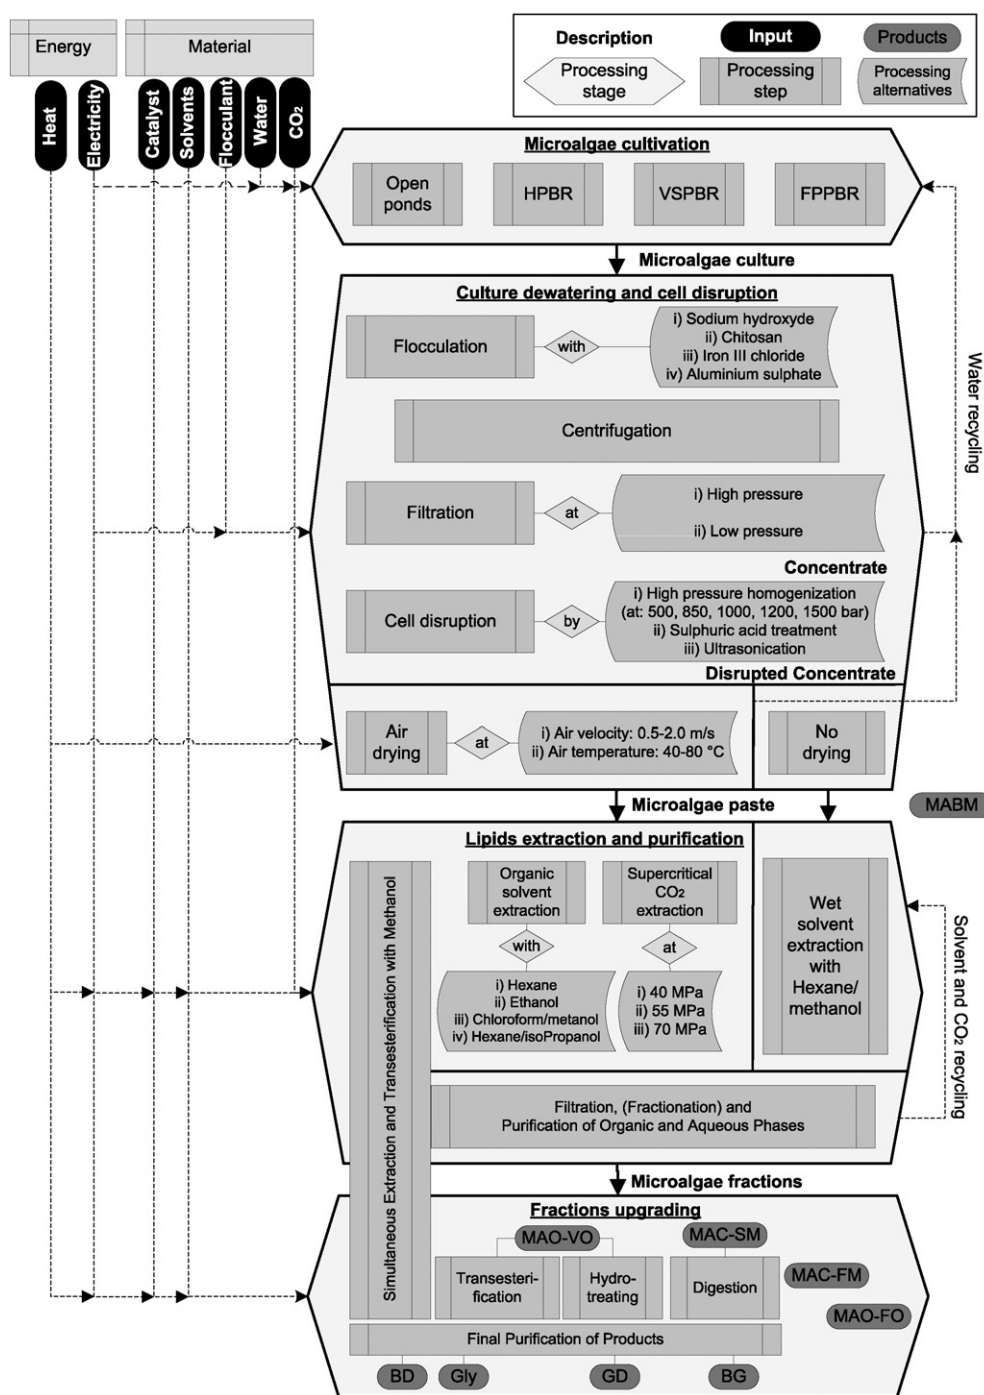 Energy
Material
Heat
Electricity
Catalyst
Solvents
Flocculant
Water
CO₂
Description
Input
Products
Processing
stage
Processing
step
Processing
alternatives
Microalgae cultivation
Open
ponds
HPBR
VSPBR
FPPBR
Microalgae culture
Culture dewatering and cell disruption
Flocculation
with
i) Sodium hydroxyde
ii) Chitosan
iii) Iron III chloride
iv) Aluminium sulphate
Centrifugation
Filtration
at
i) High pressure
ii) Low pressure
Concentrate
Cell disruption
by
i) High pressure homogenization
(at: 500, 850, 1000, 1200, 1500 bar)
ii) Sulphuric acid treatment
iii) Ultrasonication
Disrupted Concentrate
Water recycling
Air
drying
at
i) Air velocity: 0.5-2.0 m/s
ii) Air temperature: 40-80 °C
No
drying
Microalgae paste
MABM
Lipids extraction and purification
Simultaneous Extraction and Transesterification with Methanol
Organic
solvent
extraction
with
i) Hexane
ii) Ethanol
iii) Chloroform/metanol
iv) Hexane/isoPropanol
Supercritical
CO₂
extraction
at
i) 40 MPa
ii) 55 MPa
iii) 70 MPa
Wet
solvent
extraction
with
Hexane/
methanol
Solvent and CO₂ recycling
Filtration, (Fractionation) and
Purification of Organic and Aqueous Phases
Microalgae fractions
Fractions upgrading
MAO-VO
MAC-SM
Transesteri-
fication
Hydro-
treating
Digestion
MAC-FM
MAO-FO
Final Purification of Products
BD
Gly
GD
BG